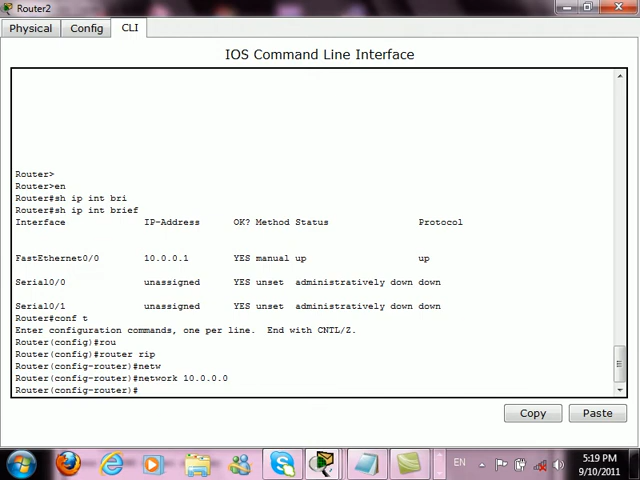 Router2
Physical Config CLI
IOS Command Line Interface
Router>
Router>en
Router#sh ip int bri
Router#sh ip int brief
Interface IP-Address OK? Method Status Protocol
FastEthernet0/0 10.0.0.1 YES manual up up
Serial0/0 unassigned YES unset administratively down down
Serial0/1 unassigned YES unset administratively down down
Router#conf t
Enter configuration commands, one per line. End with CNTL/Z.
Router(config)#rou
Router(config)#router rip
Router(config-router)#netw
Router(config-router)#network 10.0.0.0
Router(config-router)#
Copy Paste
EN 5:19 PM
9/10/2011